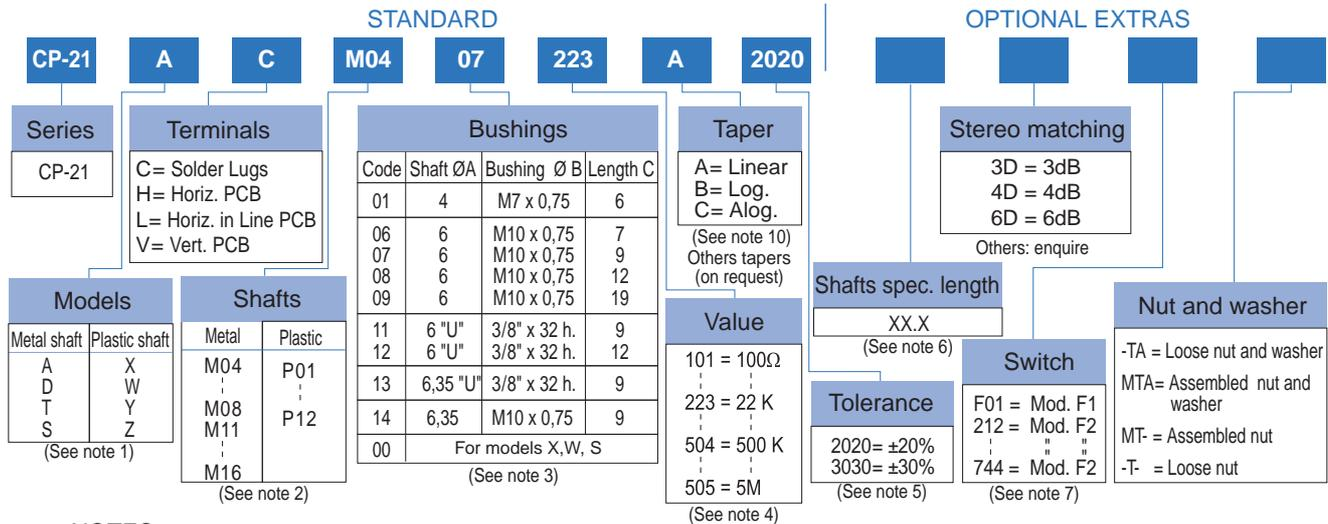 STANDARD
OPTIONAL EXTRAS
CP-21 A C M04 07 223 A 2020
Series
CP-21
Terminals
C= Solder Lugs
H= Horiz. PCB
L= Horiz. in Line PCB
V= Vert. PCB
Models
Metal shaft Plastic shaft
A X
D W
T Y
S Z
(See note 1)
Shafts
Metal Plastic
M04 P01
M08 P12
M11
M16
(See note 2)
Bushings
Code Shaft ØA Bushing Ø B Length C
01 4 M7 x 0,75 6
06 6 M10 x 0,75 7
07 6 M10 x 0,75 9
08 6 M10 x 0,75 12
09 6 M10 x 0,75 19
11 6 "U" 3/8" x 32 h. 9
12 6 "U" 3/8" x 32 h. 12
13 6,35 "U" 3/8" x 32 h. 9
14 6,35 M10 x 0,75 9
00 For models X,W, S
(See note 3)
Taper
A= Linear
B= Log.
C= Alog.
(See note 10)
Others tapers
(on request)
Value
101 = 100Ω
223 = 22 K
504 = 500 K
505 = 5M
(See note 4)
Tolerance
2020= ±20%
3030= ±30%
(See note 5)
Shafts spec. length
XX.X
(See note 6)
Stereo matching
3D = 3dB
4D = 4dB
6D = 6dB
Others: enquire
Switch
F01 = Mod. F1
212 = Mod. F2
" "
744 = Mod. F2
(See note 7)
Nut and washer
-TA = Loose nut and washer
MTA= Assembled nut and
washer
MT- = Assembled nut
-T- = Loose nut